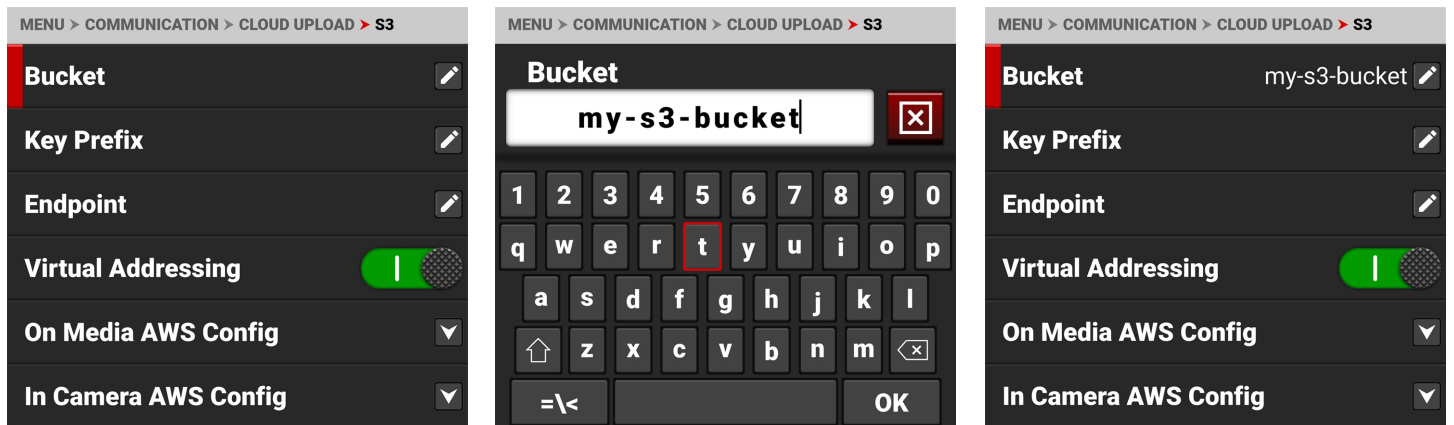 MENU > COMMUNICATION > CLOUD UPLOAD > S3
Bucket
Key Prefix
Endpoint
Virtual Addressing
On Media AWS Config
In Camera AWS Config
MENU > COMMUNICATION > CLOUD UPLOAD > S3
Bucket
my-s3-bucket
1 2 3 4 5 6 7 8 9 0
q w e r t y u i o p
a s d f g h j k l
z x c v b n m
=\< OK
MENU > COMMUNICATION > CLOUD UPLOAD > S3
Bucket my-s3-bucket
Key Prefix
Endpoint
Virtual Addressing
On Media AWS Config
In Camera AWS Config